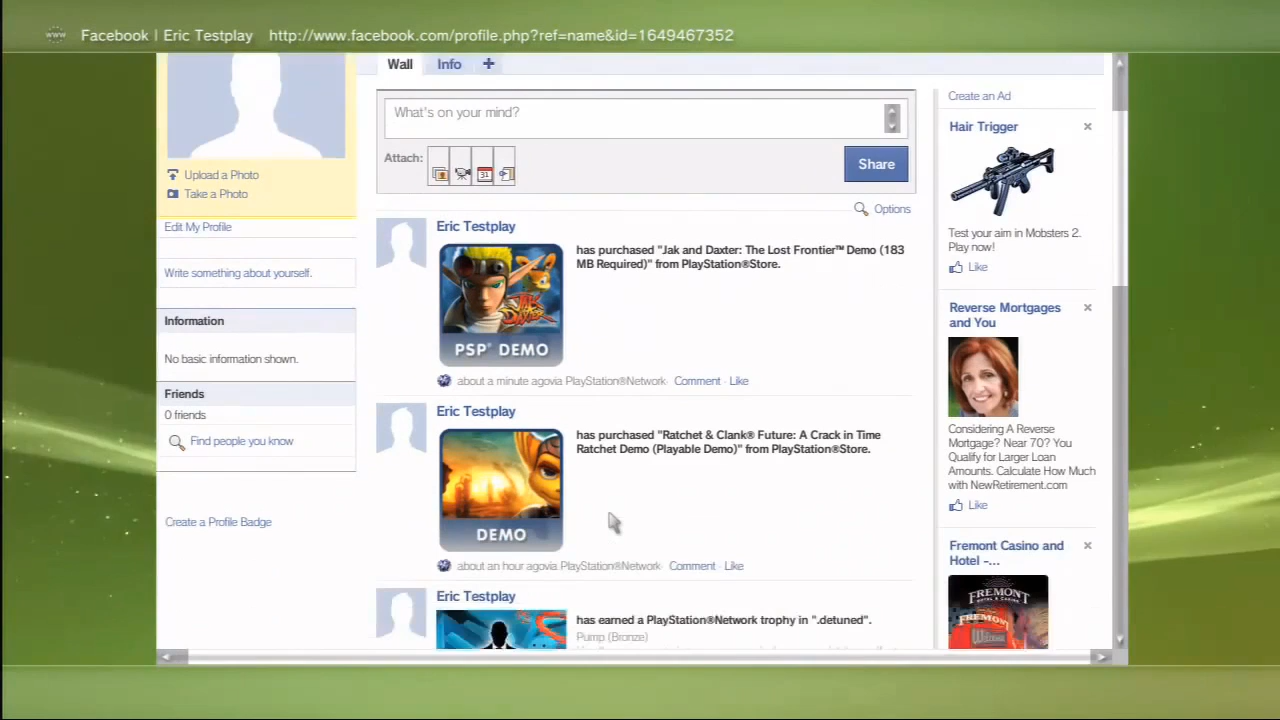 Facebook | Eric Testplay http://www.facebook.com/profile.php?ref=name&id=1649467352
Upload a Photo
Take a Photo
Edit My Profile
Write something about yourself.
Information
No basic information shown.
Friends
0 friends
Find people you know
Create a Profile Badge
Wall Info +
What's on your mind?
Attach:
31
Share
Options
Eric Testplay
has purchased "Jak and Daxter: The Lost Frontier™ Demo (183
MB Required)" from PlayStation®Store.
JAK
DAXTER
PSP® DEMO
about a minute agovia PlayStation®Network · Comment · Like
Eric Testplay
has purchased "Ratchet & Clank® Future: A Crack in Time
Ratchet Demo (Playable Demo)" from PlayStation®Store.
DEMO
about an hour agovia PlayStation®Network · Comment · Like
Eric Testplay
has earned a PlayStation®Network trophy in ".detuned".
Pump (Bronze)
Create an Ad
Hair Trigger
Test your aim in Mobsters 2.
Play now!
Like
Reverse Mortgages
and You
Considering A Reverse
Mortgage? Near 70? You
Qualify for Larger Loan
Amounts. Calculate How Much
with NewRetirement.com
Like
Fremont Casino and
Hotel -...
FREMONT
FREMONT